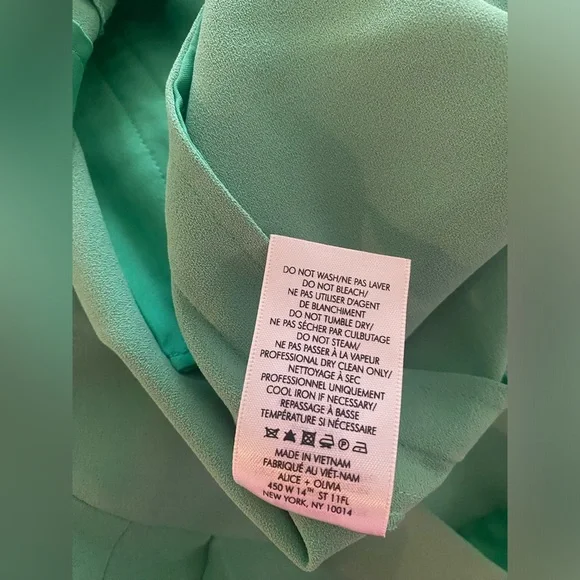 DO NOT WASH/NE PAS LAVER
DO NOT BLEACH/
NE PAS UTILISER D'AGENT
DE BLANCHIMENT
DO NOT TUMBLE DRY/
NE PAS SÉCHER PAR CULBUTAGE
DO NOT STEAM/
NE PAS PASSER À LA VAPEUR
PROFESSIONAL DRY CLEAN ONLY/
NETTOYAGE À SEC
PROFESSIONNEL UNIQUEMENT
COOL IRON IF NECESSARY/
REPASSAGE À BASSE
TEMPÉRATURE SI NÉCESSAIRE
MADE IN VIETNAM
FABRIQUÉ AU VIÊT-NAM
ALICE + OLIVIA
450 W 14TH ST 11FL
NEW YORK, NY 10014